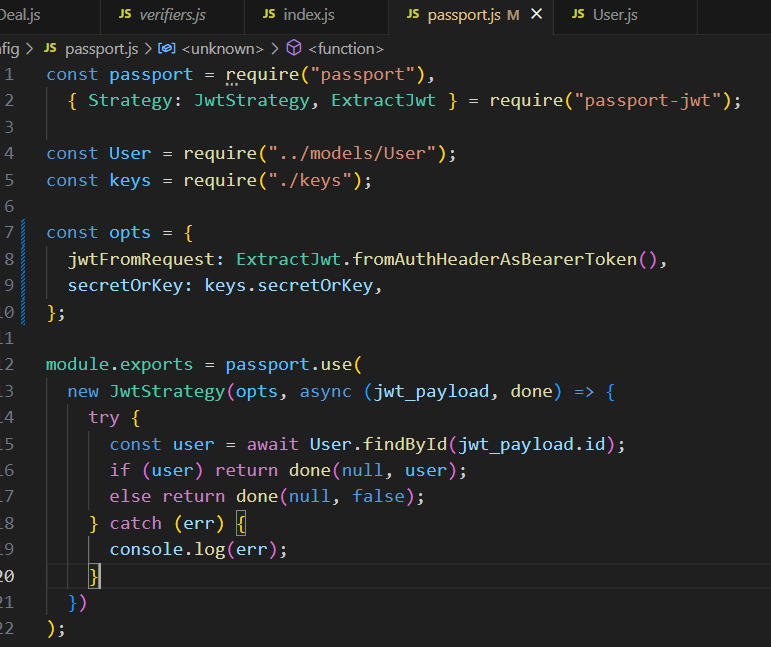 Deal.js JS verifiers.js JS index.js JS passport.js M × JS User.js
fig > JS passport.js > <unknown> > <function>
1 const passport = require("passport"),
2 { Strategy: JwtStrategy, ExtractJwt } = require("passport-jwt");
3
4 const User = require("../models/User");
5 const keys = require("./keys");
6
7 const opts = {
8 jwtFromRequest: ExtractJwt.fromAuthHeaderAsBearerToken(),
9 secretOrKey: keys.secretOrKey,
10 };
11
12 module.exports = passport.use(
13 new JwtStrategy(opts, async (jwt_payload, done) => {
14 try {
15 const user = await User.findById(jwt_payload.id);
16 if (user) return done(null, user);
17 else return done(null, false);
18 } catch (err) {
19 console.log(err);
20 }
21 })
22 );